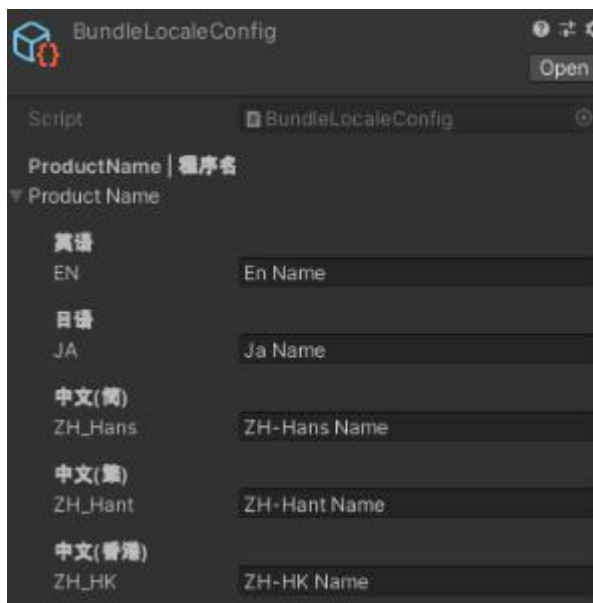 BundleLocaleConfig
Open
Script BundleLocaleConfig
ProductName | 程序名
Product Name
英语
EN En Name
日语
JA Ja Name
中文(简)
ZH_Hans ZH-Hans Name
中文(繁)
ZH_Hant ZH-Hant Name
中文(香港)
ZH_HK ZH-HK Name